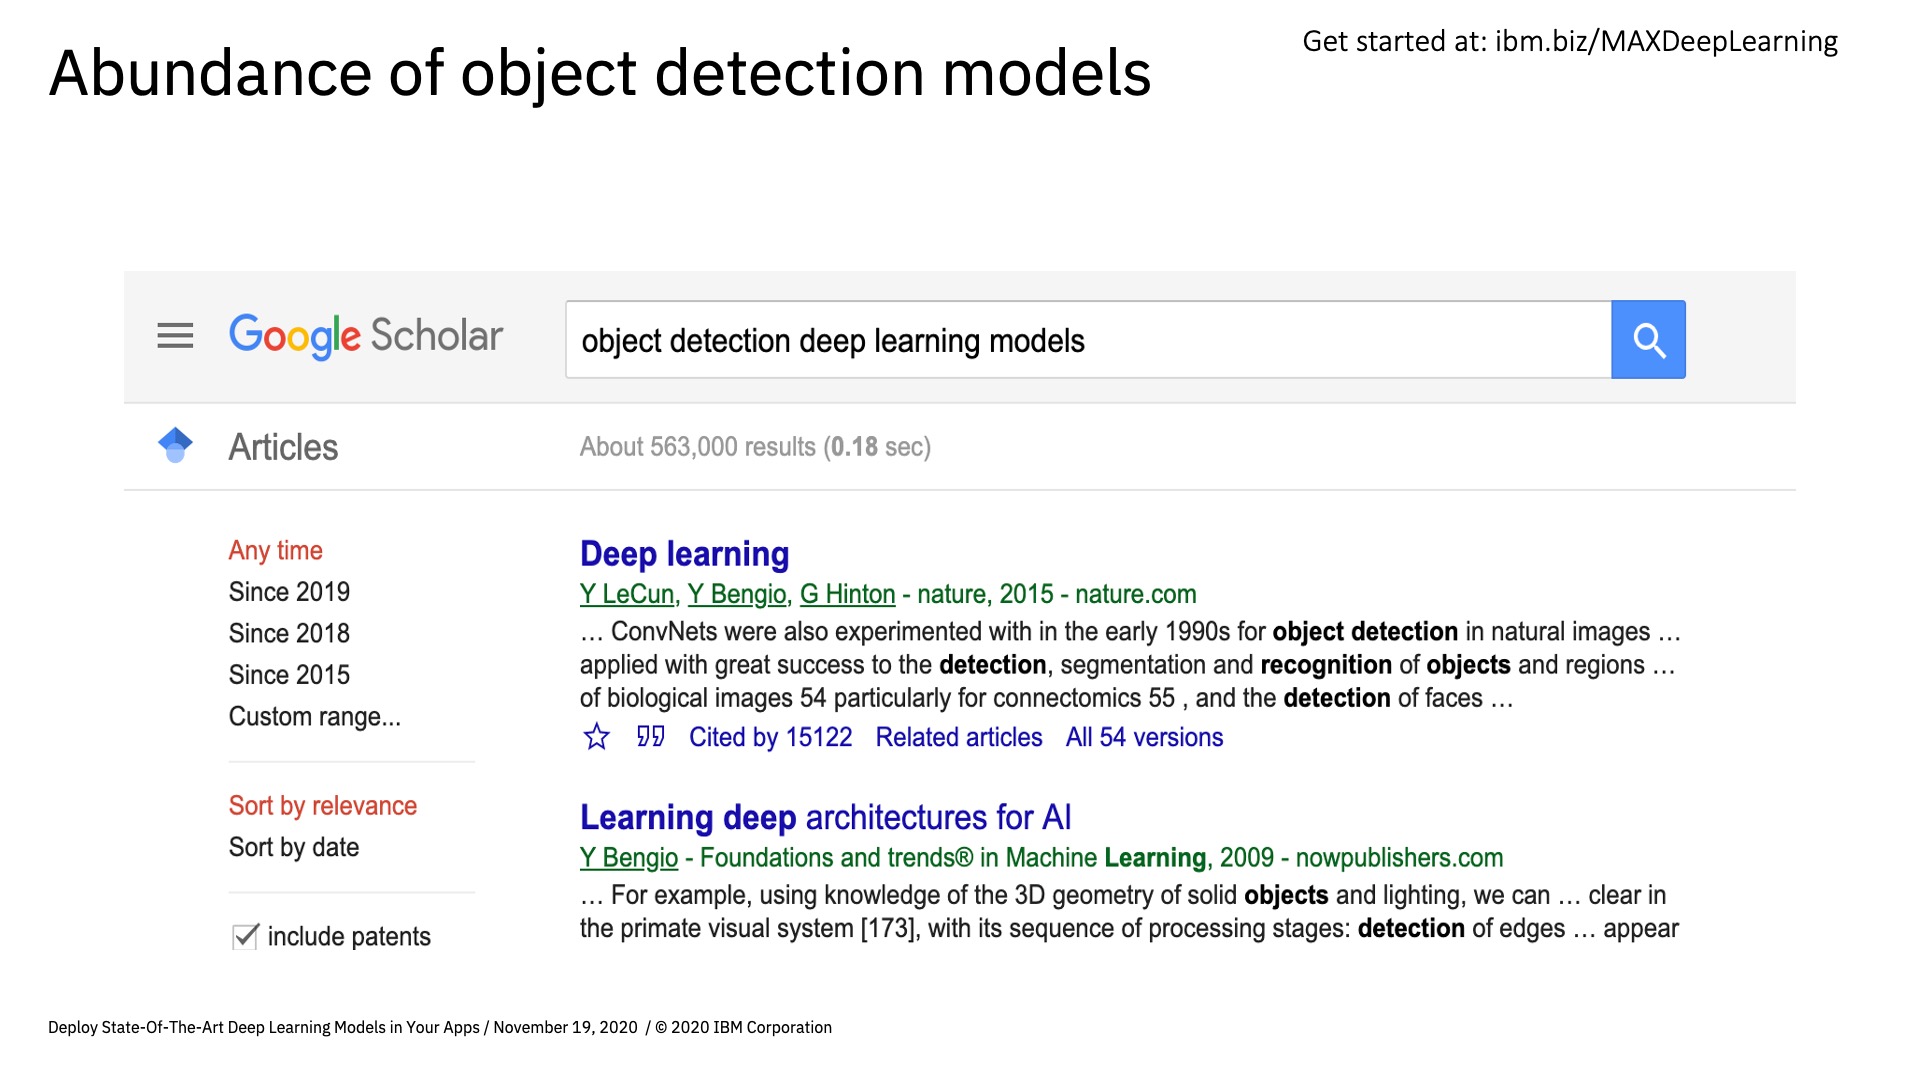 Abundance of object detection models
Get started at: ibm.biz/MAXDeepLearning
Google Scholar
object detection deep learning models
Articles
About 563,000 results (0.18 sec)
Any time
Since 2019
Since 2018
Since 2015
Custom range...
Sort by relevance
Sort by date
include patents
Deep learning
Y LeCun, Y Bengio, G Hinton - nature, 2015 - nature.com
… ConvNets were also experimented with in the early 1990s for object detection in natural images …
applied with great success to the detection, segmentation and recognition of objects and regions …
of biological images 54 particularly for connectomics 55 , and the detection of faces …
Cited by 15122 Related articles All 54 versions
Learning deep architectures for AI
Y Bengio - Foundations and trends® in Machine Learning, 2009 - nowpublishers.com
… For example, using knowledge of the 3D geometry of solid objects and lighting, we can … clear in
the primate visual system [173], with its sequence of processing stages: detection of edges … appear
Deploy State-Of-The-Art Deep Learning Models in Your Apps / November 19, 2020 / © 2020 IBM Corporation